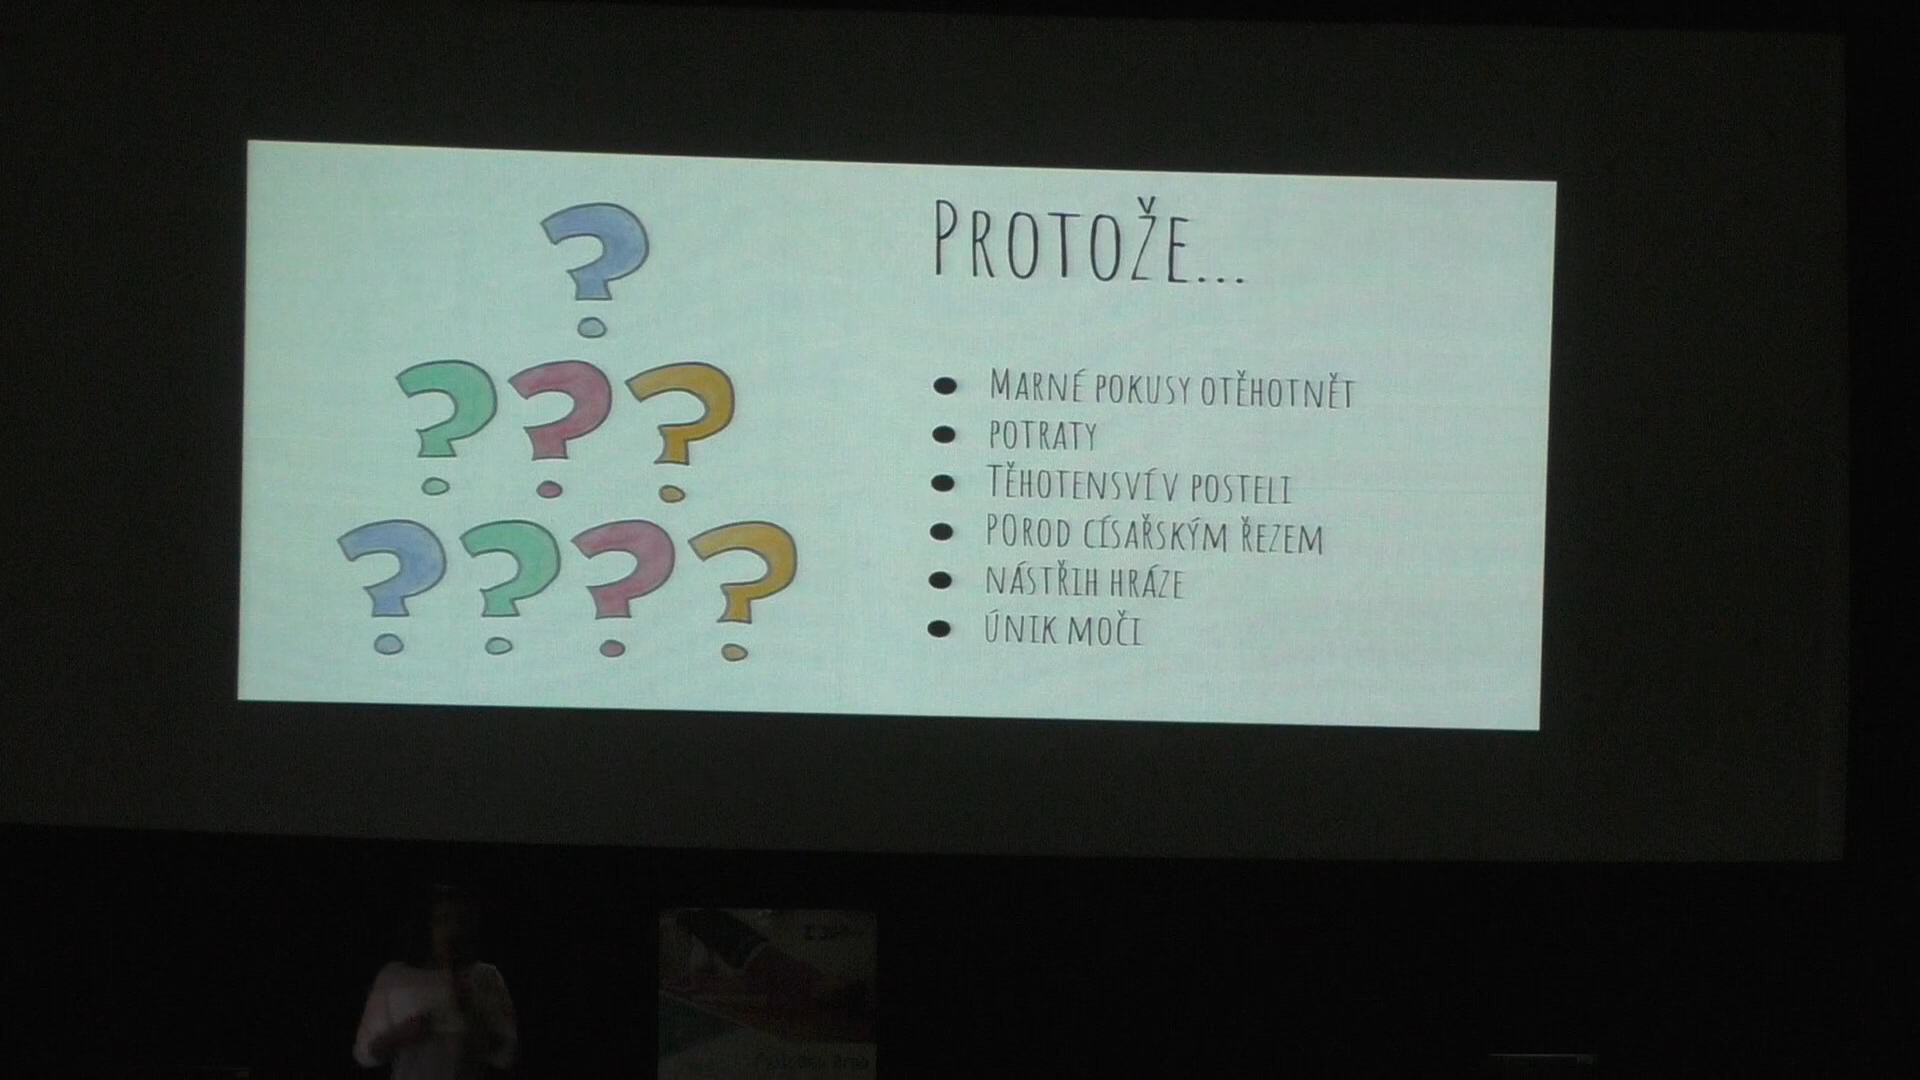 PROTOŽE...
MARNÉ POKUSY OTĚHOTNĚT
POTRATY
TĚHOTENSVÍ V POSTELI
POROD CÍSAŘSKÝM ŘEZEM
NÁSTŘIH HRÁZE
ÚNIK MOČI